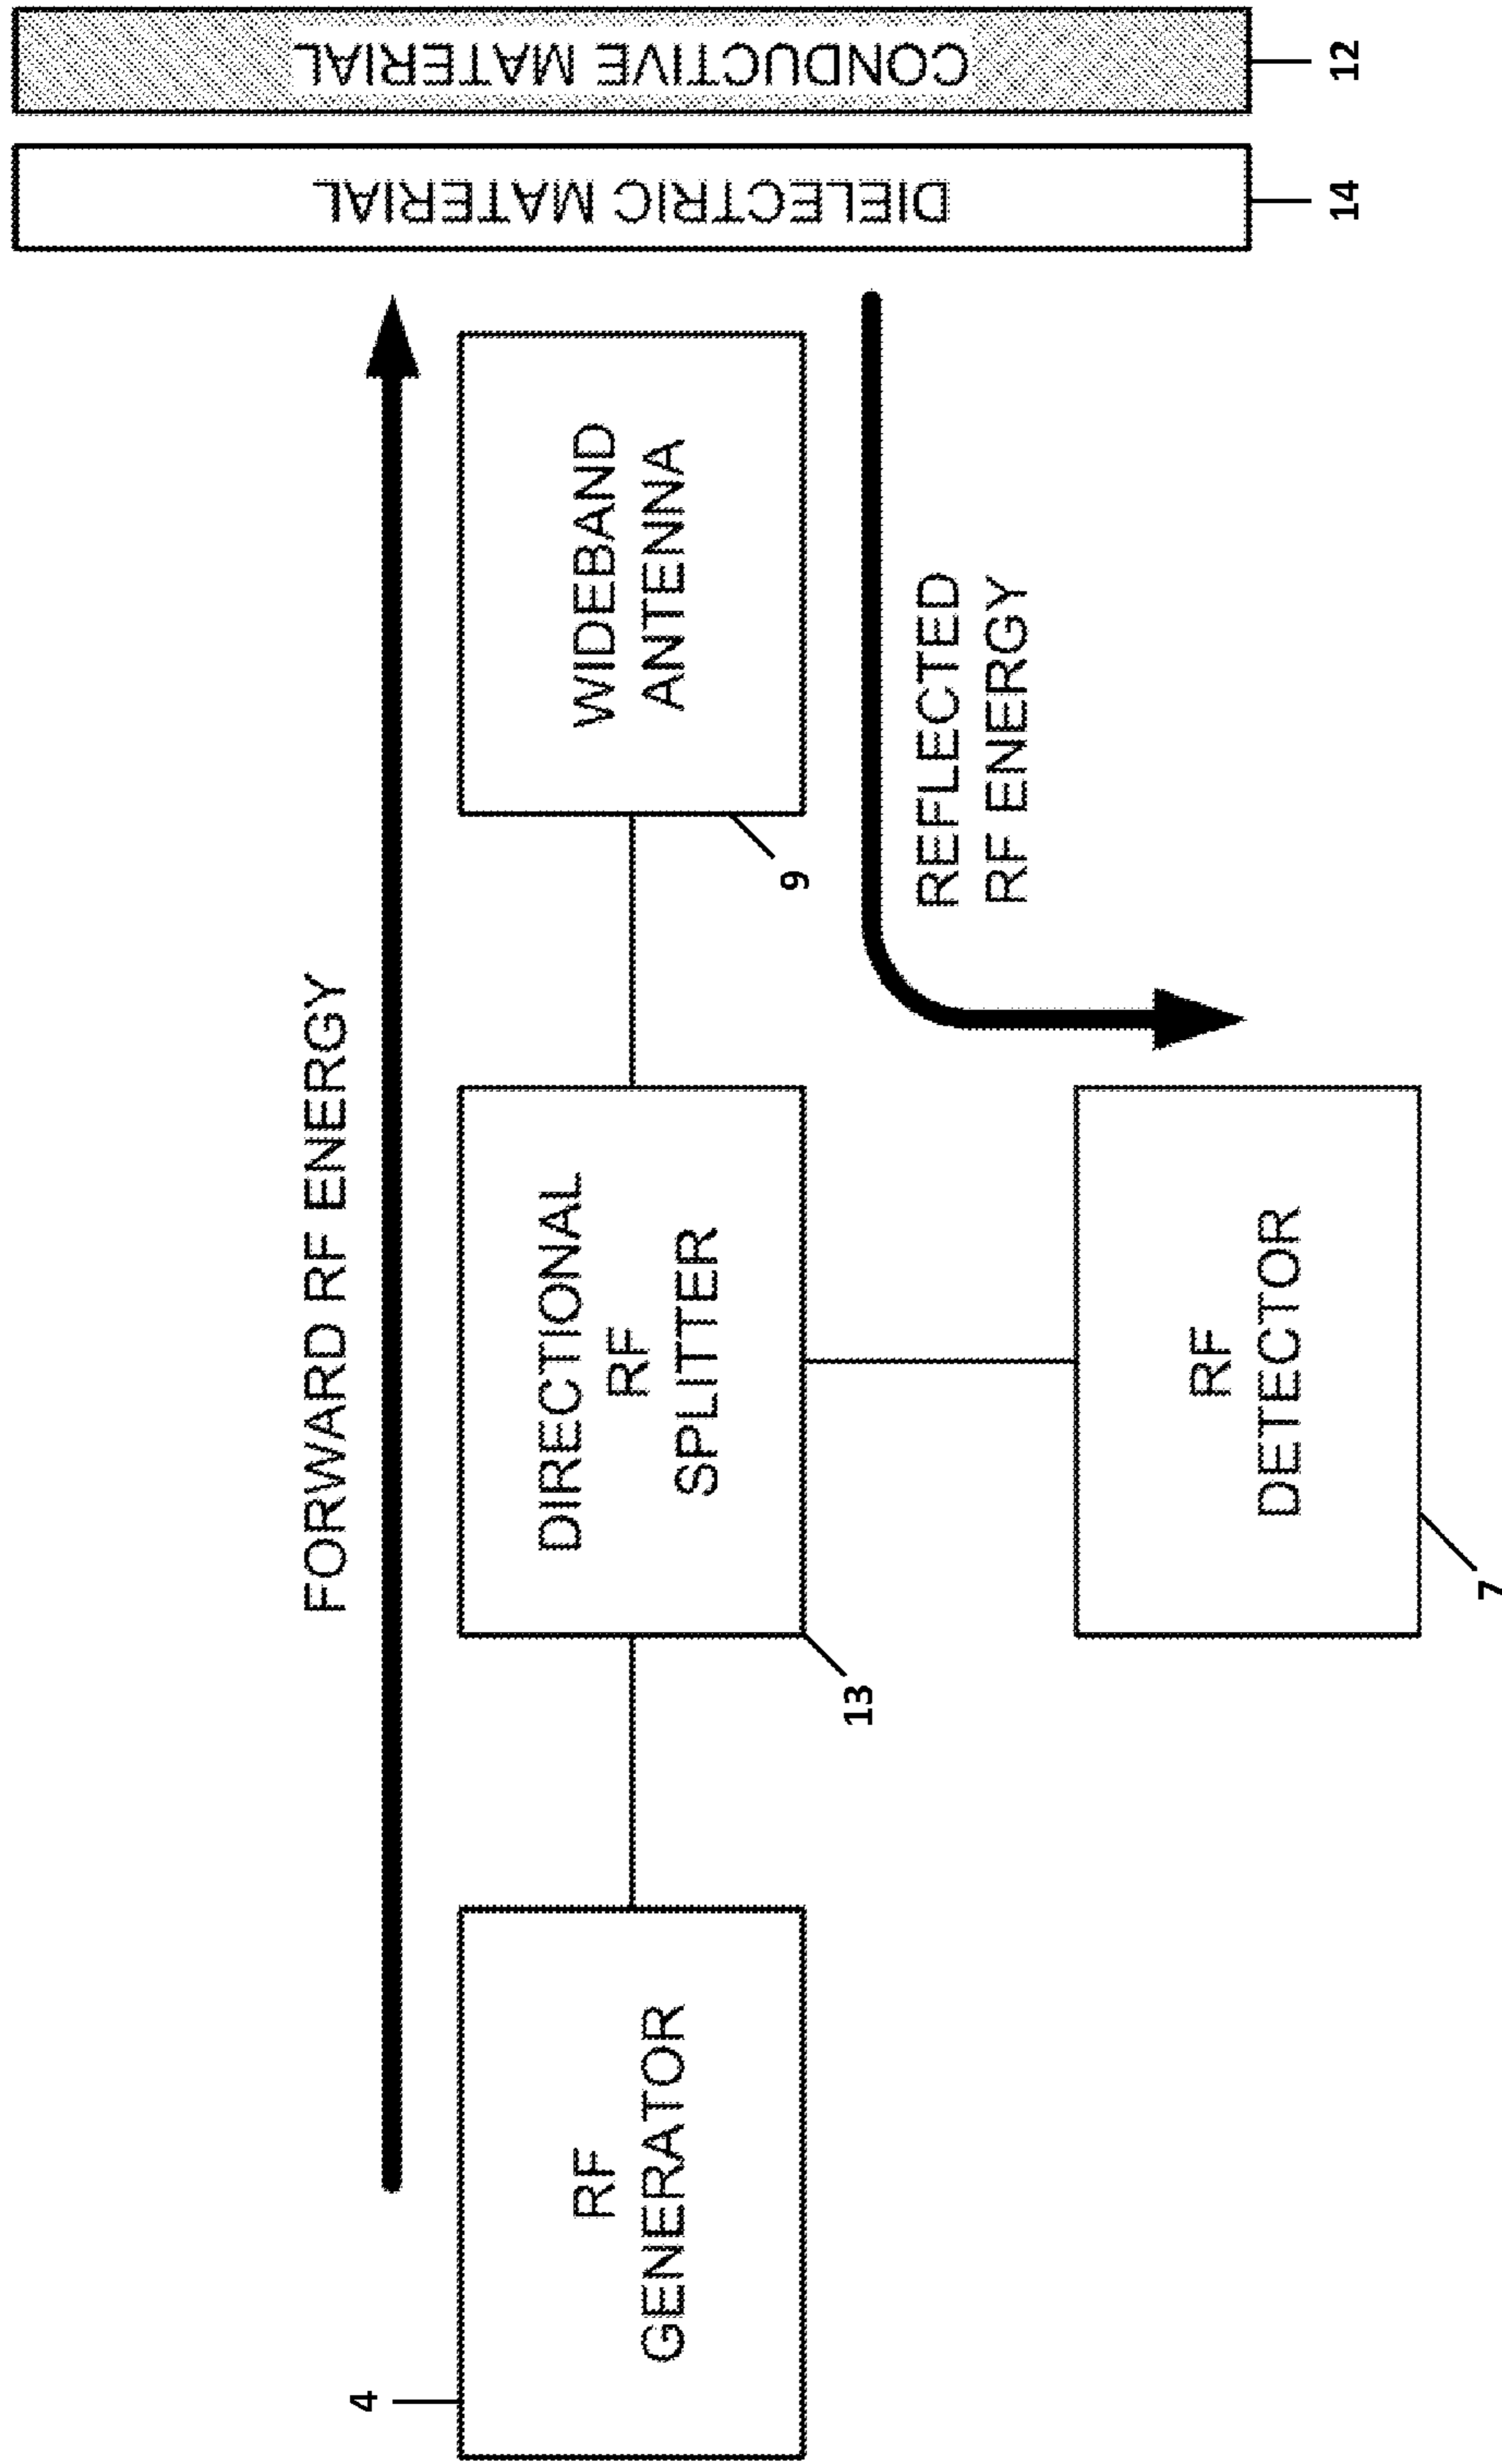 FORWARD RF ENERGY
4
RF
GENERATOR
DIRECTIONAL
RF
SPLITTER
13
WIDEBAND
ANTENNA
9
REFLECTED
RF ENERGY
RF
DETECTOR
7
DIELECTRIC MATERIAL
14
CONDUCTIVE MATERIAL
12